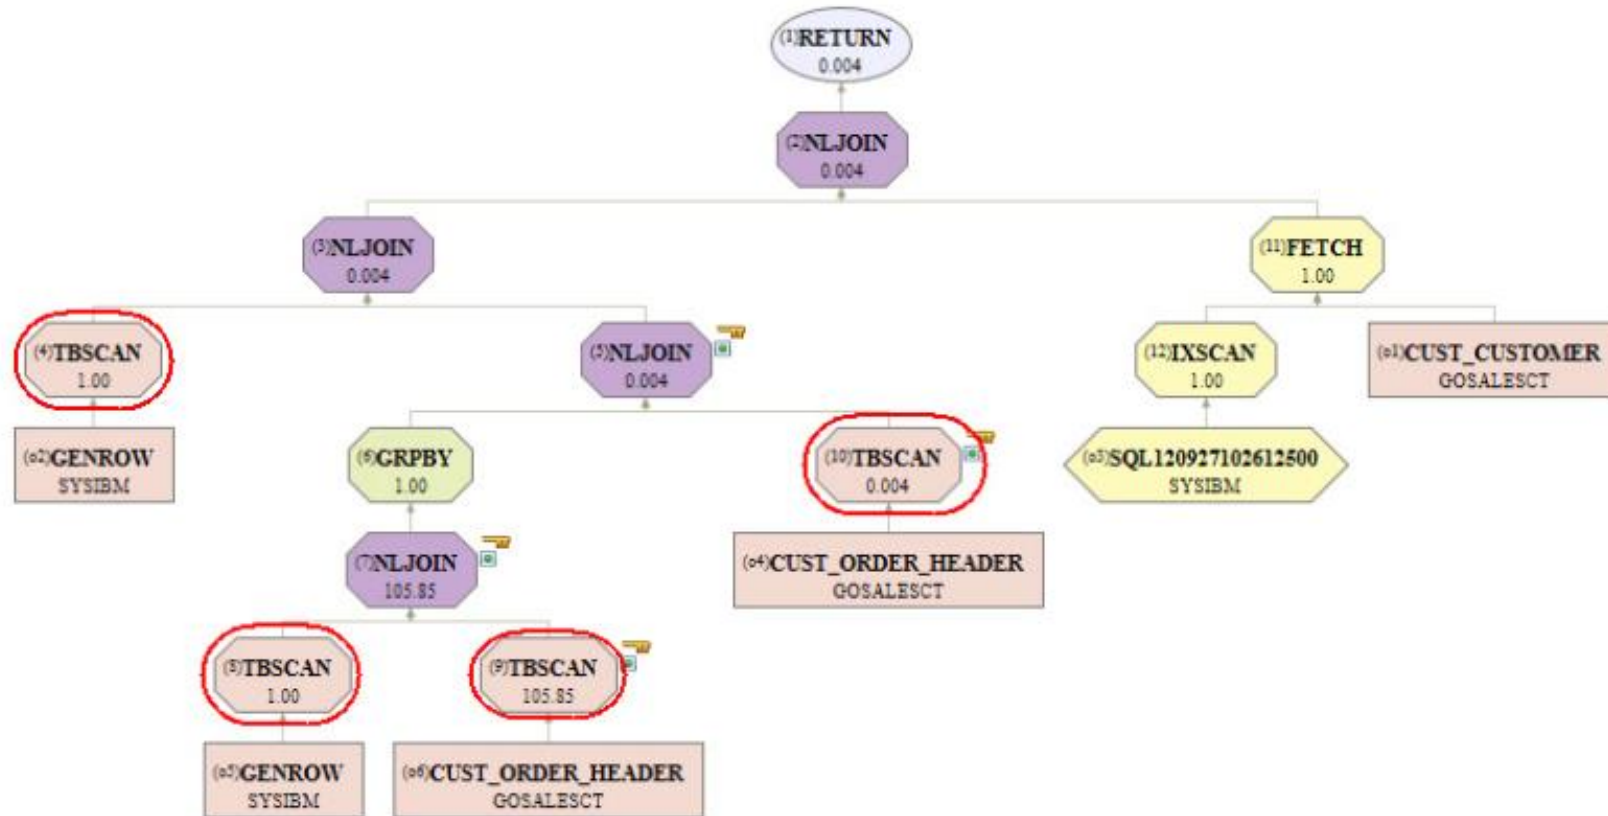 (1)RETURN
0.004
(2)NLJOIN
0.004
(3)NLJOIN
0.004
(11)FETCH
1.00
(4)TBSCAN
1.00
(5)NLJOIN
0.004
(12)IXSCAN
1.00
(o1)CUST_CUSTOMER
GOSALESCT
(o2)GENROW
SYSIBM
(6)GRPBY
1.00
(10)TBSCAN
0.004
(o3)SQL120927102612500
SYSIBM
(7)NLJOIN
105.85
(o4)CUST_ORDER_HEADER
GOSALESCT
(8)TBSCAN
1.00
(9)TBSCAN
105.85
(o5)GENROW
SYSIBM
(o6)CUST_ORDER_HEADER
GOSALESCT